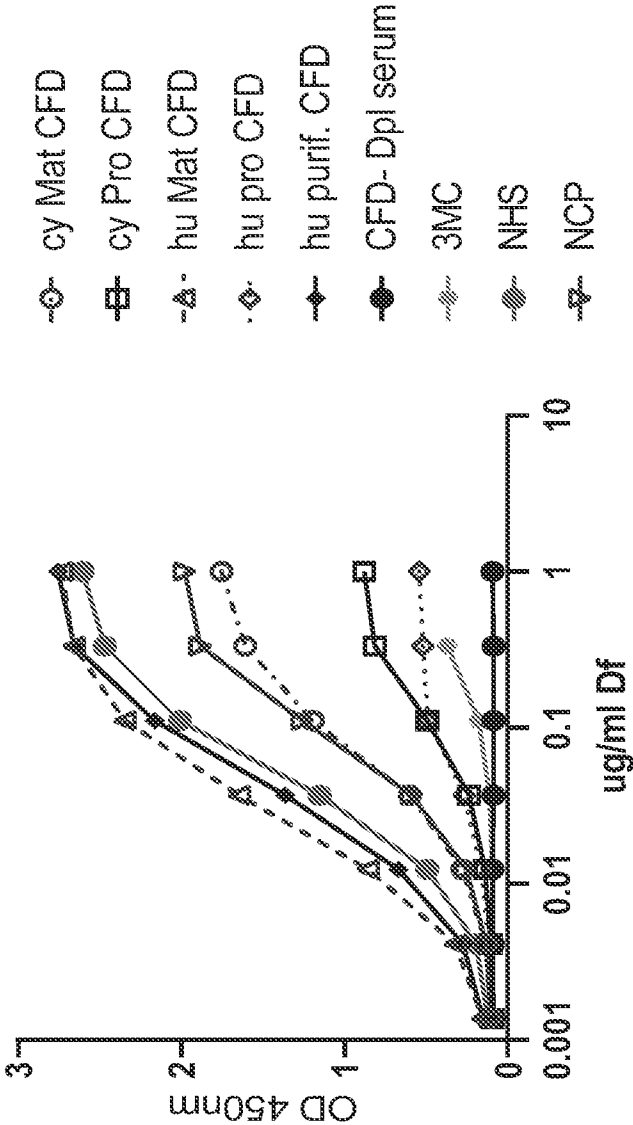 OD 450nm
3
2
1
0
0.001
0.01
0.1
1
10
ug/ml Df
cy Mat CFD
cy Pro CFD
hu Mat CFD
hu pro CFD
hu purif. CFD
CFD- Dpl serum
3MC
NHS
NCP